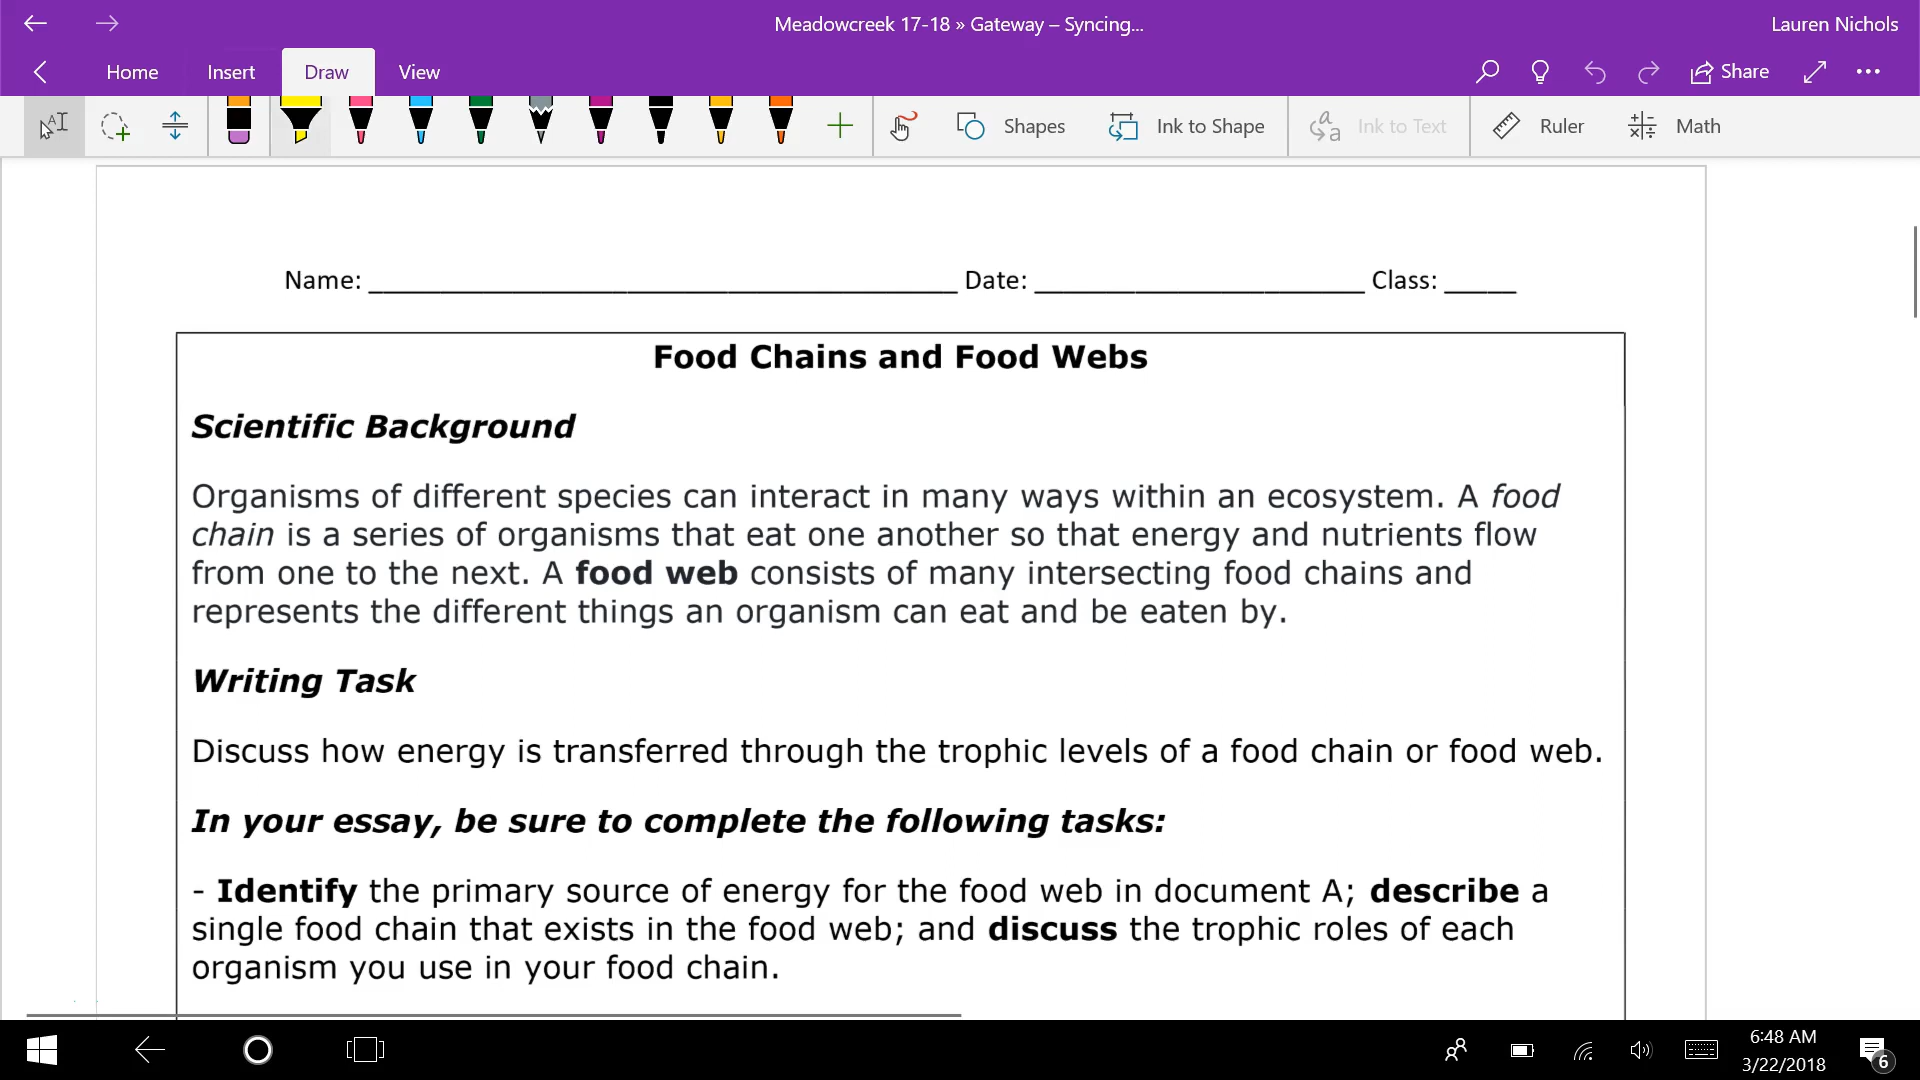 Meadowcreek 17-18 » Gateway – Syncing...
Lauren Nichols
Home Insert Draw View
Share
Shapes Ink to Shape Ink to Text Ruler Math
Name: _________________________________________ Date: _______________________ Class: _____
Food Chains and Food Webs
Scientific Background
Organisms of different species can interact in many ways within an ecosystem. A food
chain is a series of organisms that eat one another so that energy and nutrients flow
from one to the next. A food web consists of many intersecting food chains and
represents the different things an organism can eat and be eaten by.
Writing Task
Discuss how energy is transferred through the trophic levels of a food chain or food web.
In your essay, be sure to complete the following tasks:
- Identify the primary source of energy for the food web in document A; describe a
single food chain that exists in the food web; and discuss the trophic roles of each
organism you use in your food chain.
6:48 AM
3/22/2018
6